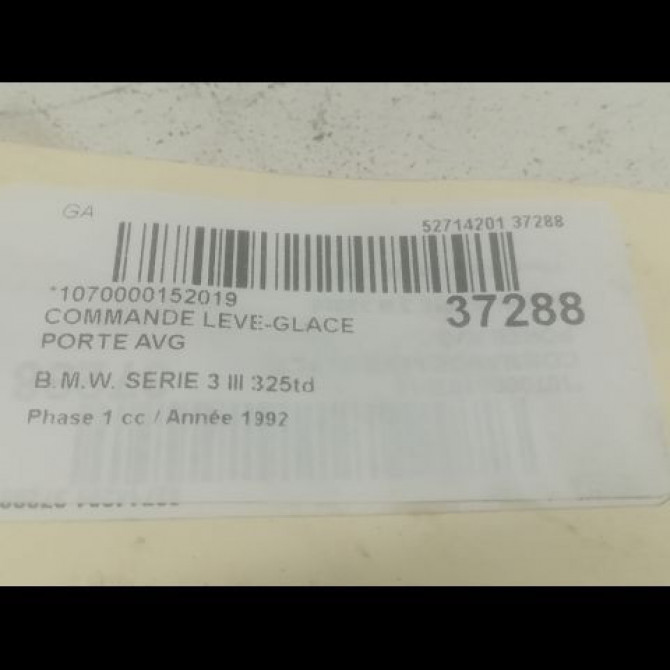 GA
52714201 37288
*1070000152019
37288
COMMANDE LEVE-GLACE
PORTE AVG
B.M.W. SERIE 3 III 325td
Phase 1 cc / Année 1992